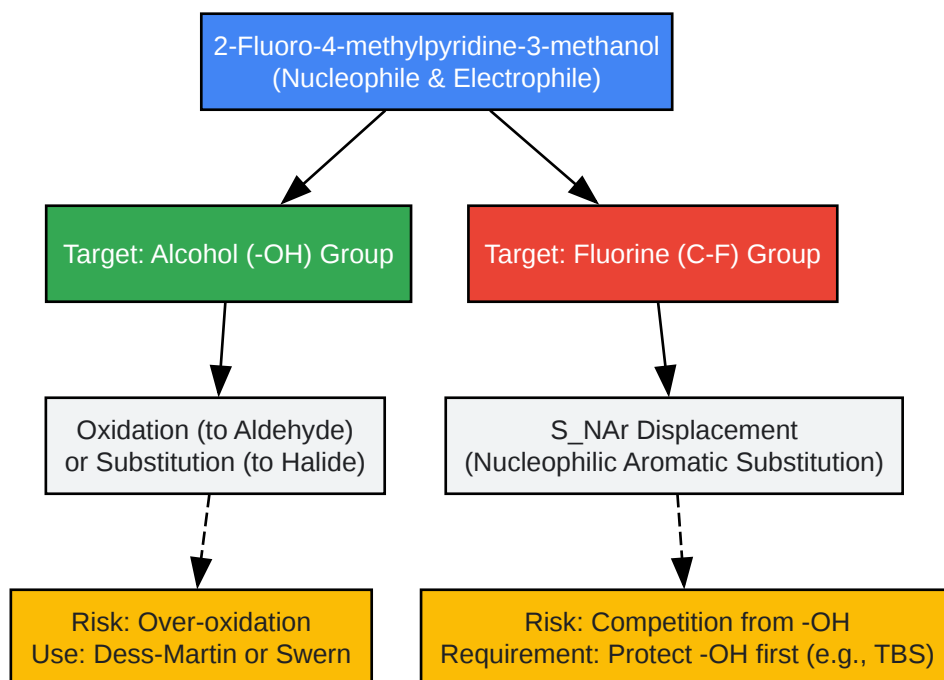 2-Fluoro-4-methylpyridine-3-methanol
(Nucleophile & Electrophile)
Target: Alcohol (-OH) Group
Target: Fluorine (C-F) Group
Oxidation (to Aldehyde)
or Substitution (to Halide)
S_NAr Displacement
(Nucleophilic Aromatic Substitution)
Risk: Over-oxidation
Use: Dess-Martin or Swern
Risk: Competition from -OH
Requirement: Protect -OH first (e.g., TBS)